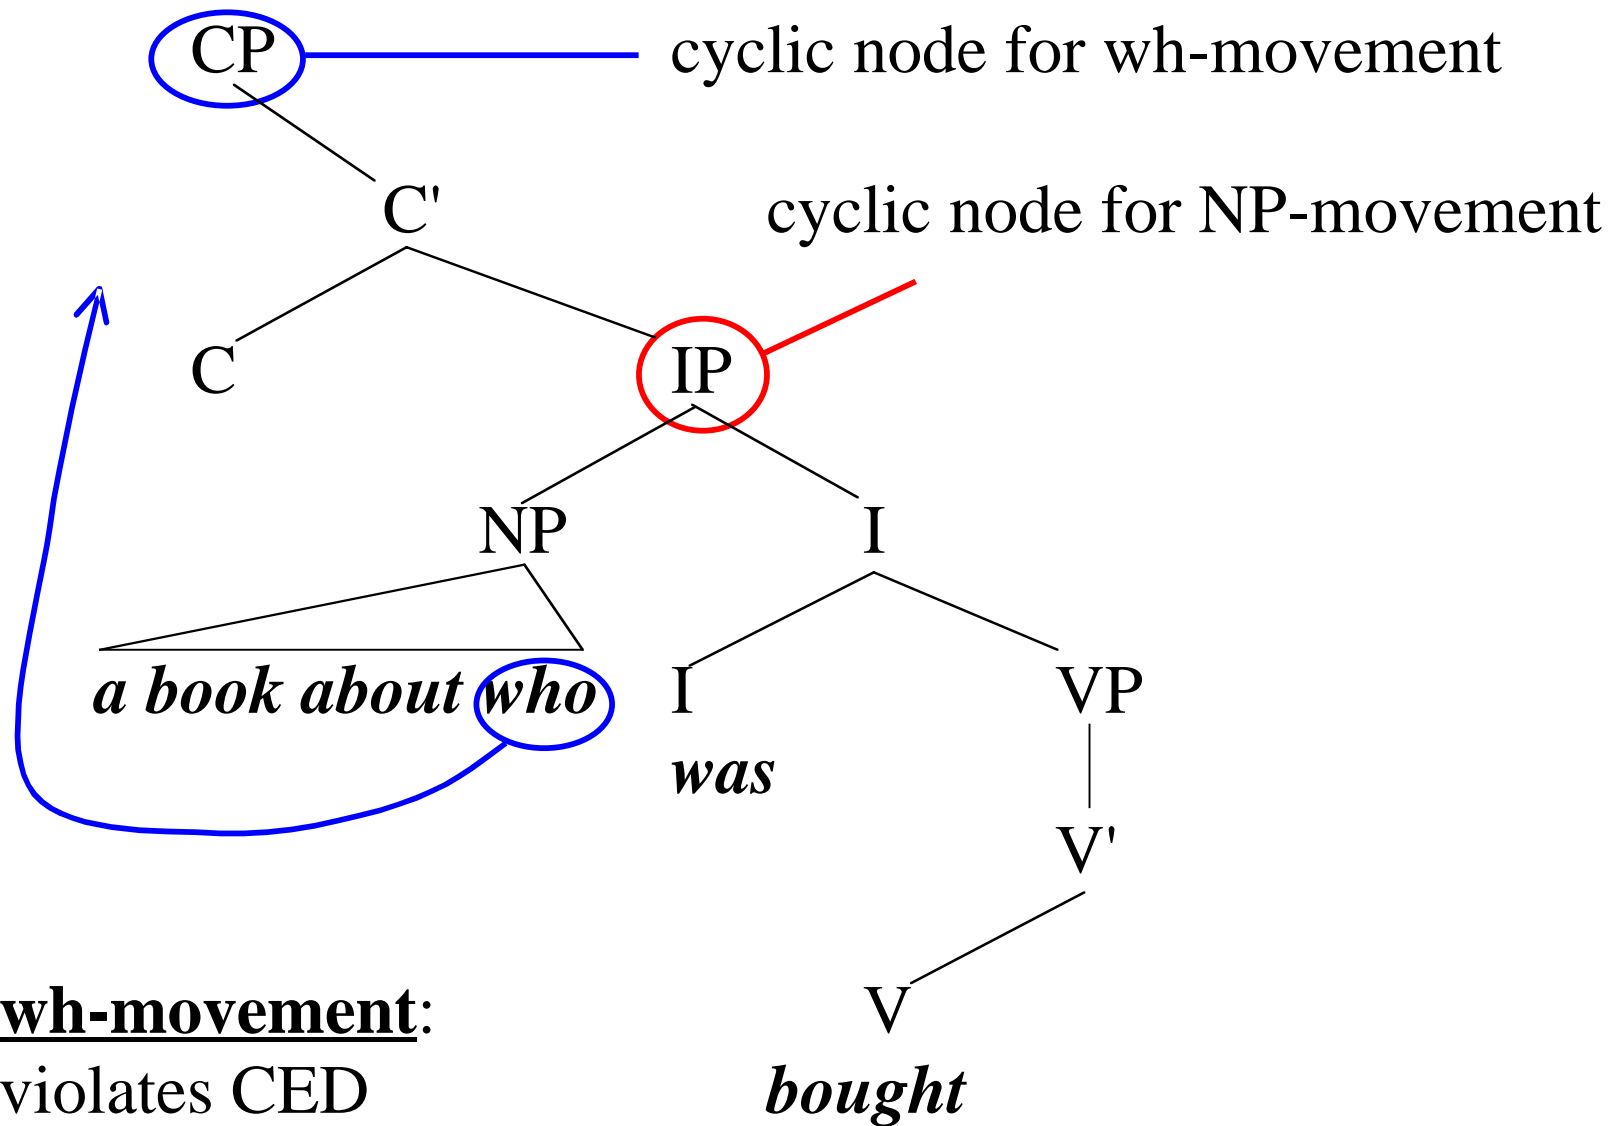 CP cyclic node for wh-movement
C' cyclic node for NP-movement
C IP
NP I
a book about who I VP
was
V'
wh-movement: V
violates CED bought